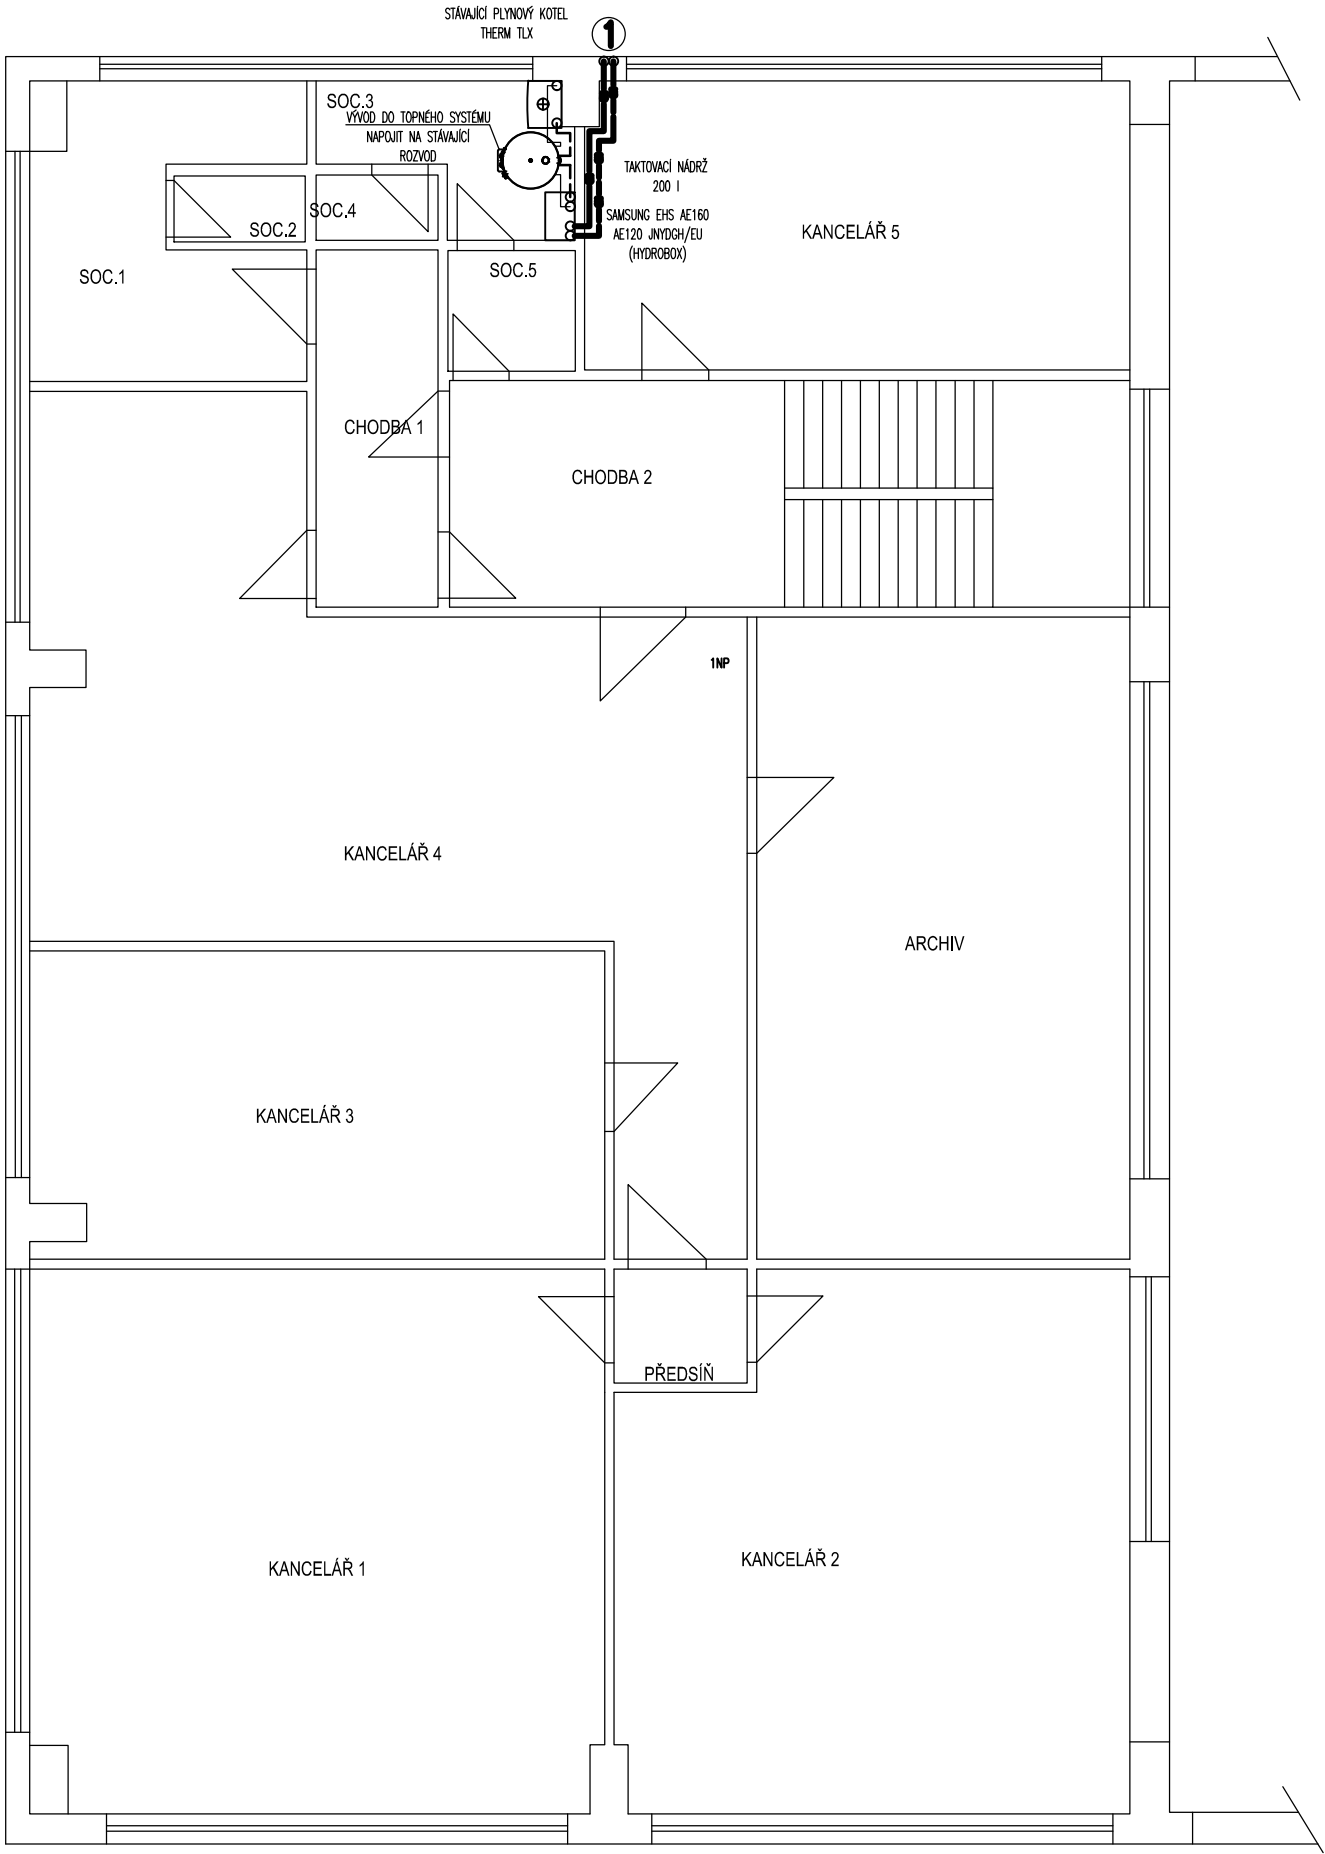 STÁVAJÍCÍ PLYNOVÝ KOTEL
THERM TLX
1
SOC.3
VÝVOD DO TOPNÉHO SYSTÉMU
NAPOJIT NA STÁVAJÍCÍ
ROZVOD
TAKTOVACÍ NÁDRŽ
200 l
SAMSUNG EHS AE160
AE120 JNYDGH/EU
(HYDROBOX)
KANCELÁŘ 5
SOC.4
SOC.2
SOC.1
SOC.5
CHODBA 1
CHODBA 2
1NP
KANCELÁŘ 4
ARCHIV
KANCELÁŘ 3
PŘEDSÍŇ
KANCELÁŘ 1
KANCELÁŘ 2